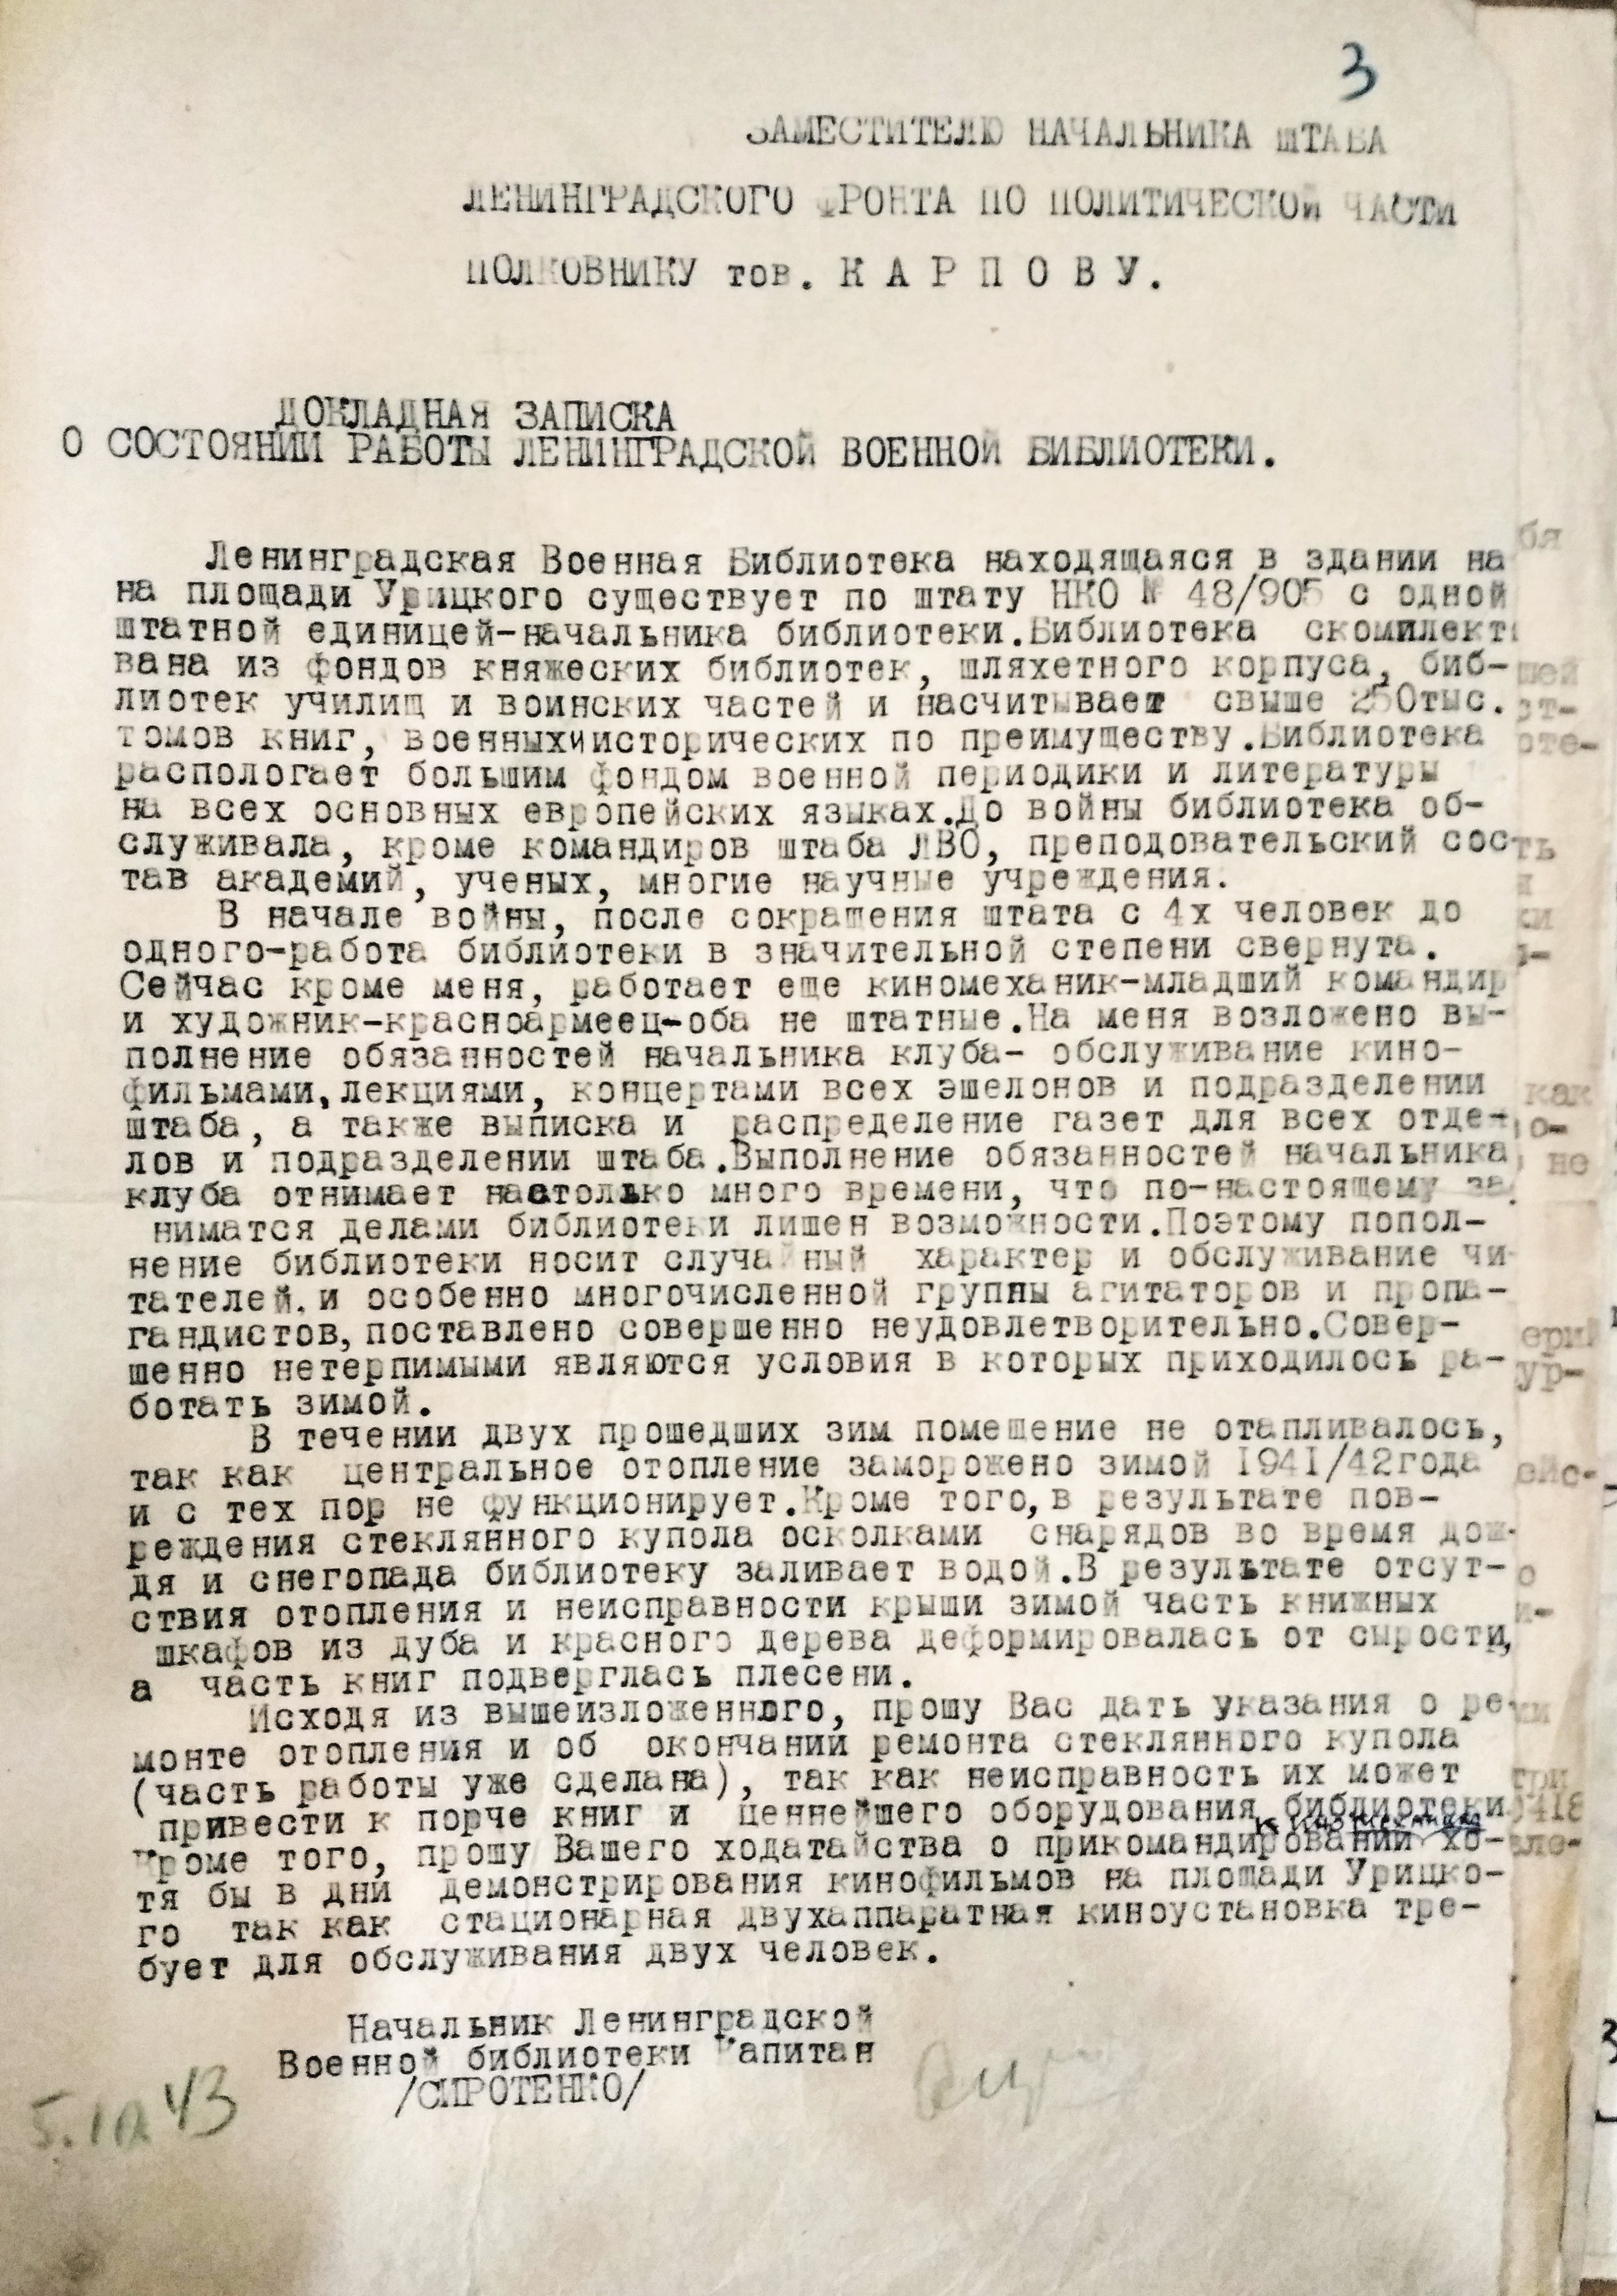 3
ЗАМЕСТИТЕЛЮ НАЧАЛЬНИКА ШТАБА
ЛЕНИНГРАДСКОГО ФРОНТА ПО ПОЛИТИЧЕСКОЙ ЧАСТИ
ПОЛКОВНИКУ тов. К А Р П О В У.
ДОКЛАДНАЯ ЗАПИСКА
О СОСТОЯНИИ РАБОТЫ ЛЕНИНГРАДСКОЙ ВОЕННОЙ БИБЛИОТЕКИ.
Ленинградская Военная Библиотека находящаяся в здании на
на площади Урицкого существует по штату НКО № 48/905 с одной
штатной единицей-начальника библиотеки.Библиотека скомплект
вана из фондов княжеских библиотек, шляхетного корпуса, биб-
лиотек училищ и воинских частей и насчитывает свыше 250тыс.
томов книг, военных и исторических по преимуществу.Библиотека
распологает большим фондом военной периодики и литературы
на всех основных европейских языках.До войны библиотека об-
служивала, кроме командиров штаба ЛВО, преподовательский сос
тав академий, ученых, многие научные учреждения.
В начале войны, после сокращения штата с 4х человек до
одного-работа библиотеки в значительной степени свернута.
Сейчас кроме меня, работает еще киномеханик-младший командир
и художник-красноармеец-оба не штатные.На меня возложено вы-
полнение обязанностей начальника клуба- обслуживание кино-
фильмами,лекциями, концертами всех эшелонов и подразделении
штаба, а также выписка и распределение газет для всех отде-
лов и подразделении штаба.Выполнение обязанностей начальника
клуба отнимает настолько много времени, что по-настоящему за
ниматся делами библиотеки лишен возможности.Поэтому попол-
нение библиотеки носит случайный характер и обслуживание чи
тателей. и особенно многочисленной группы агитаторов и пропа-
гандистов, поставлено совершенно неудовлетворительно.Совер-
шенно нетерпимыми являются условия в которых приходилось ра-
ботать зимой.
В течении двух прошедших зим помещение не отапливалось,
так как центральное отопление заморожено зимой 1941/42года
и с тех пор не функционирует.Кроме того, в результате пов-
реждения стеклянного купола осколками снарядов во время дож-
дя и снегопада библиотеку заливает водой.В результате отсут-
ствия отопления и неисправности крыши зимой часть книжных
шкафов из дуба и красного дерева деформировалась от сырости,
а часть книг подверглась плесени.
Исходя из вышеизложенного, прошу Вас дать указания о ре
монте отопления и об окончании ремонта стеклянного купола
(часть работы уже сделана), так как неисправность их может
привести к порче книг и ценнейшего оборудования библиотеки
Кроме того, прошу Вашего ходатайства о прикомандировании хо-
тя бы в дни демонстрирования кинофильмов на площади Урицко-
го так как стационарная двухаппаратная киноустановка тре-
бует для обслуживания двух человек.
Начальник Ленинградской
Военной библиотеки Капитан
/СИРОТЕНКО/